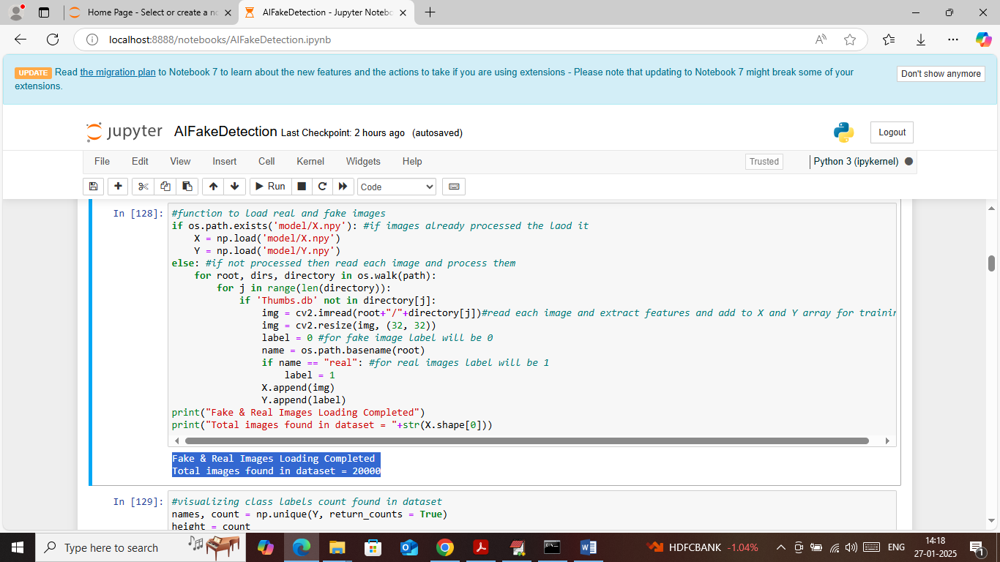 Home Page - Select or create a no
AIFakeDetection - Jupyter Notebo
localhost:8888/notebooks/AIFakeDetection.ipynb
UPDATE Read the migration plan to Notebook 7 to learn about the new features and the actions to take if you are using extensions - Please note that updating to Notebook 7 might break some of your
extensions.
Don't show anymore
jupyter AIFakeDetection Last Checkpoint: 2 hours ago (autosaved)
Logout
File Edit View Insert Cell Kernel Widgets Help
Trusted
Python 3 (ipykernel)
Run
Code
In [128]:
#function to load real and fake images
if os.path.exists('model/X.npy'): #if images already processed the laod it
    X = np.load('model/X.npy')
    Y = np.load('model/Y.npy')
else: #if not processed then read each image and process them
    for root, dirs, directory in os.walk(path):
        for j in range(len(directory)):
            if 'Thumbs.db' not in directory[j]:
                img = cv2.imread(root+"/"+directory[j])#read each image and extract features and add to X and Y array for trainin
                img = cv2.resize(img, (32, 32))
                label = 0 #for fake image label will be 0
                name = os.path.basename(root)
                if name == "real": #for real images label will be 1
                    label = 1
                X.append(img)
                Y.append(label)
print("Fake & Real Images Loading Completed")
print("Total images found in dataset = "+str(X.shape[0]))
Fake & Real Images Loading Completed
Total images found in dataset = 20000
In [129]:
#visualizing class labels count found in dataset
names, count = np.unique(Y, return_counts = True)
height = count
Type here to search
HDFCBANK -1.04%
ENG
14:18
27-01-2025
1